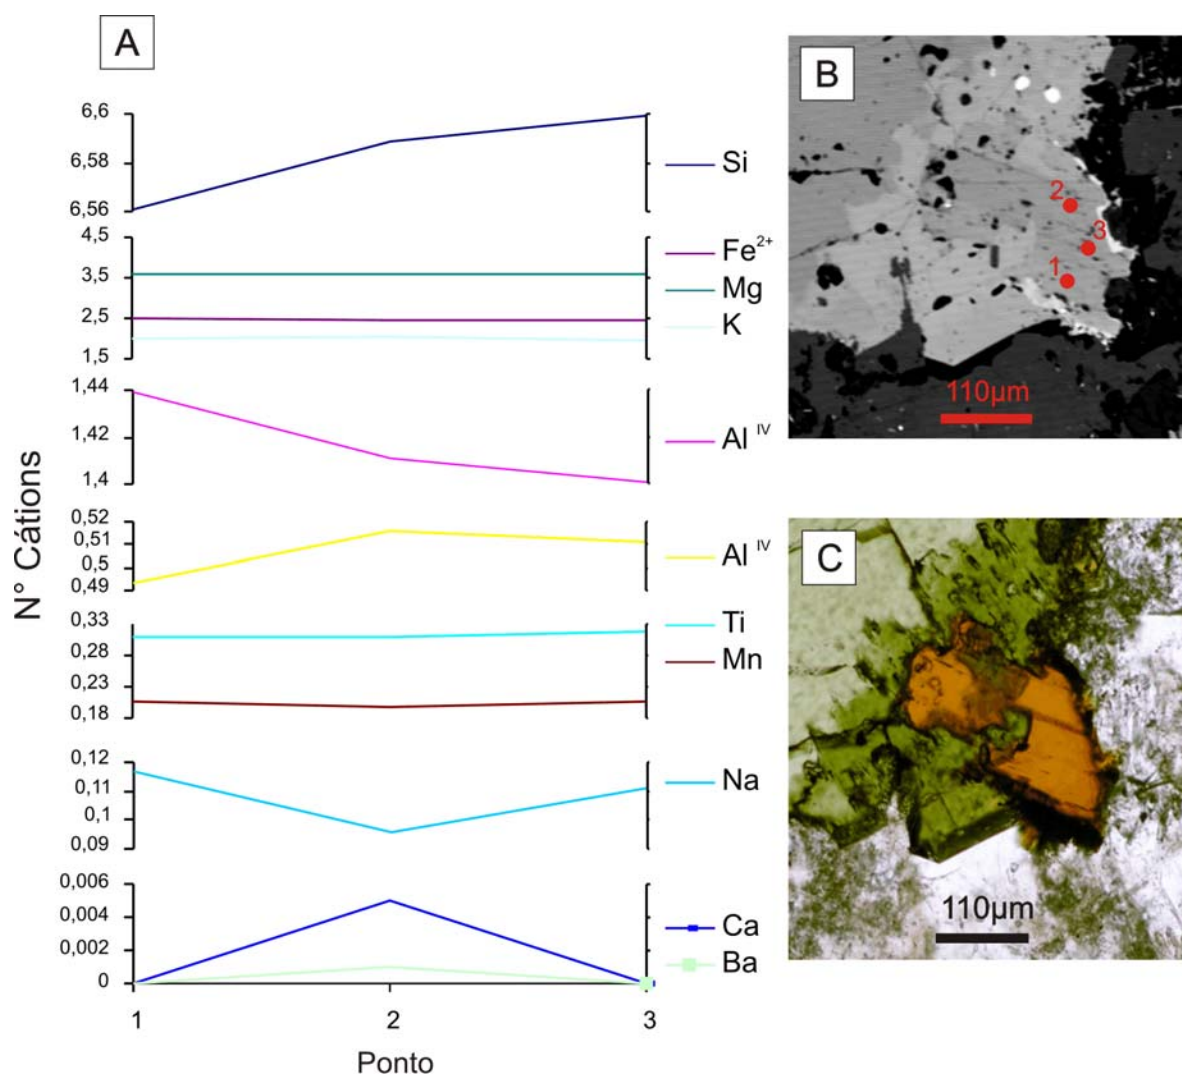 A
N° Cátions
6,6
6,58
6,56
Si
4,5
3,5
2,5
1,5
Fe²⁺
Mg
K
1,44
1,42
1,4
Al IV
0,52
0,51
0,5
0,49
Al IV
0,33
0,28
0,23
0,18
Ti
Mn
0,12
0,11
0,1
0,09
Na
0,006
0,004
0,002
0
Ca
Ba
1 2 3
Ponto
B
2
3
1
110µm
C
110µm